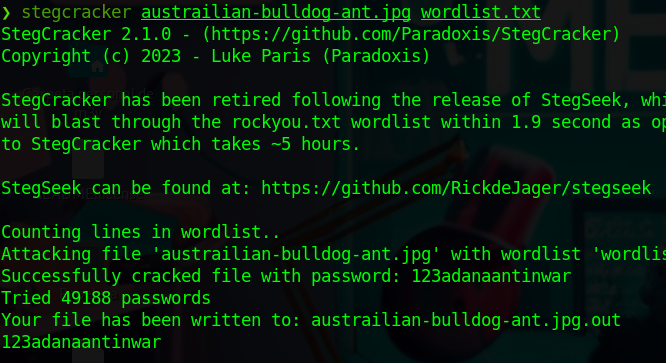 ❯ stegcracker austrailian-bulldog-ant.jpg wordlist.txt
StegCracker 2.1.0 - (https://github.com/Paradoxis/StegCracker)
Copyright (c) 2023 - Luke Paris (Paradoxis)
StegCracker has been retired following the release of StegSeek, whi
will blast through the rockyou.txt wordlist within 1.9 second as op
to StegCracker which takes ~5 hours.
StegSeek can be found at: https://github.com/RickdeJager/stegseek
Counting lines in wordlist..
Attacking file 'austrailian-bulldog-ant.jpg' with wordlist 'wordlis
Successfully cracked file with password: 123adanaantinwar
Tried 49188 passwords
Your file has been written to: austrailian-bulldog-ant.jpg.out
123adanaantinwar